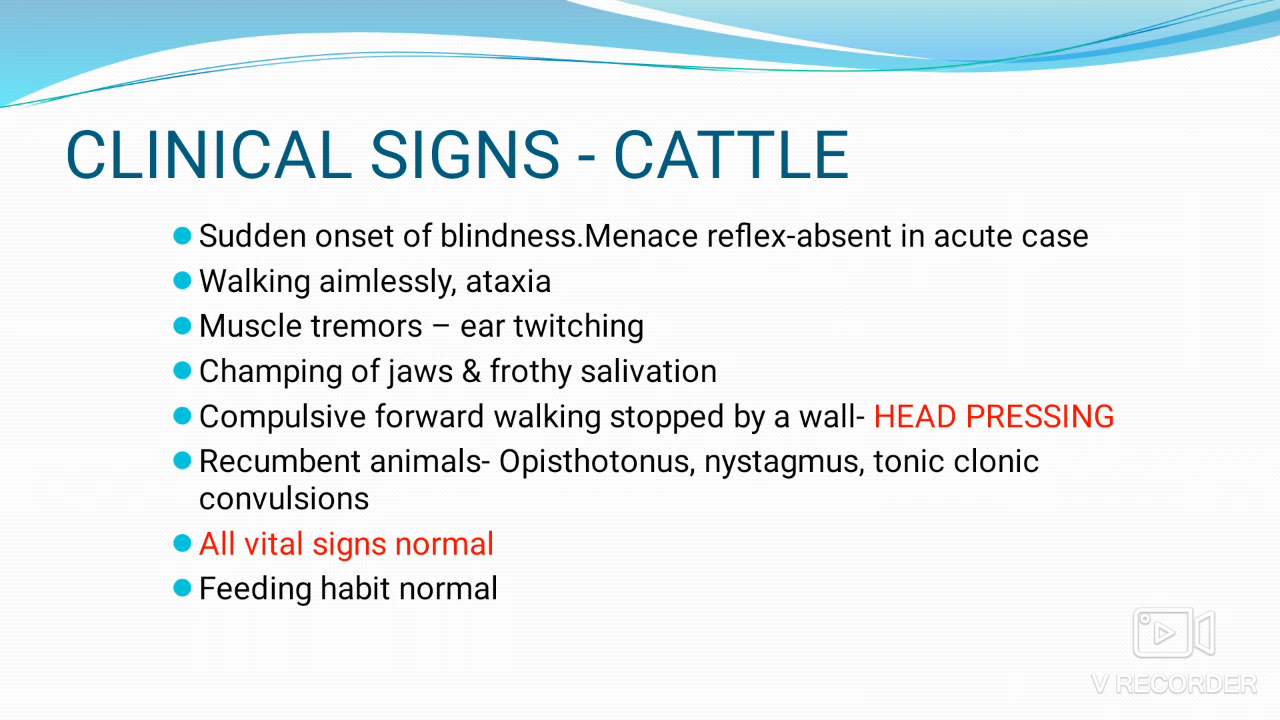 CLINICAL SIGNS - CATTLE
Sudden onset of blindness.Menace reflex-absent in acute case
Walking aimlessly, ataxia
Muscle tremors – ear twitching
Champing of jaws & frothy salivation
Compulsive forward walking stopped by a wall- HEAD PRESSING
Recumbent animals- Opisthotonus, nystagmus, tonic clonic
convulsions
All vital signs normal
Feeding habit normal
V RECORDER